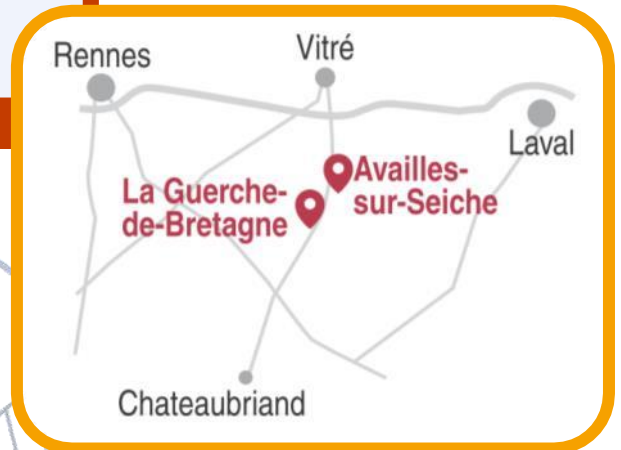 Rennes
Vitré
Laval
Availles-
sur-Seiche
La Guerche-
de-Bretagne
Chateaubriand